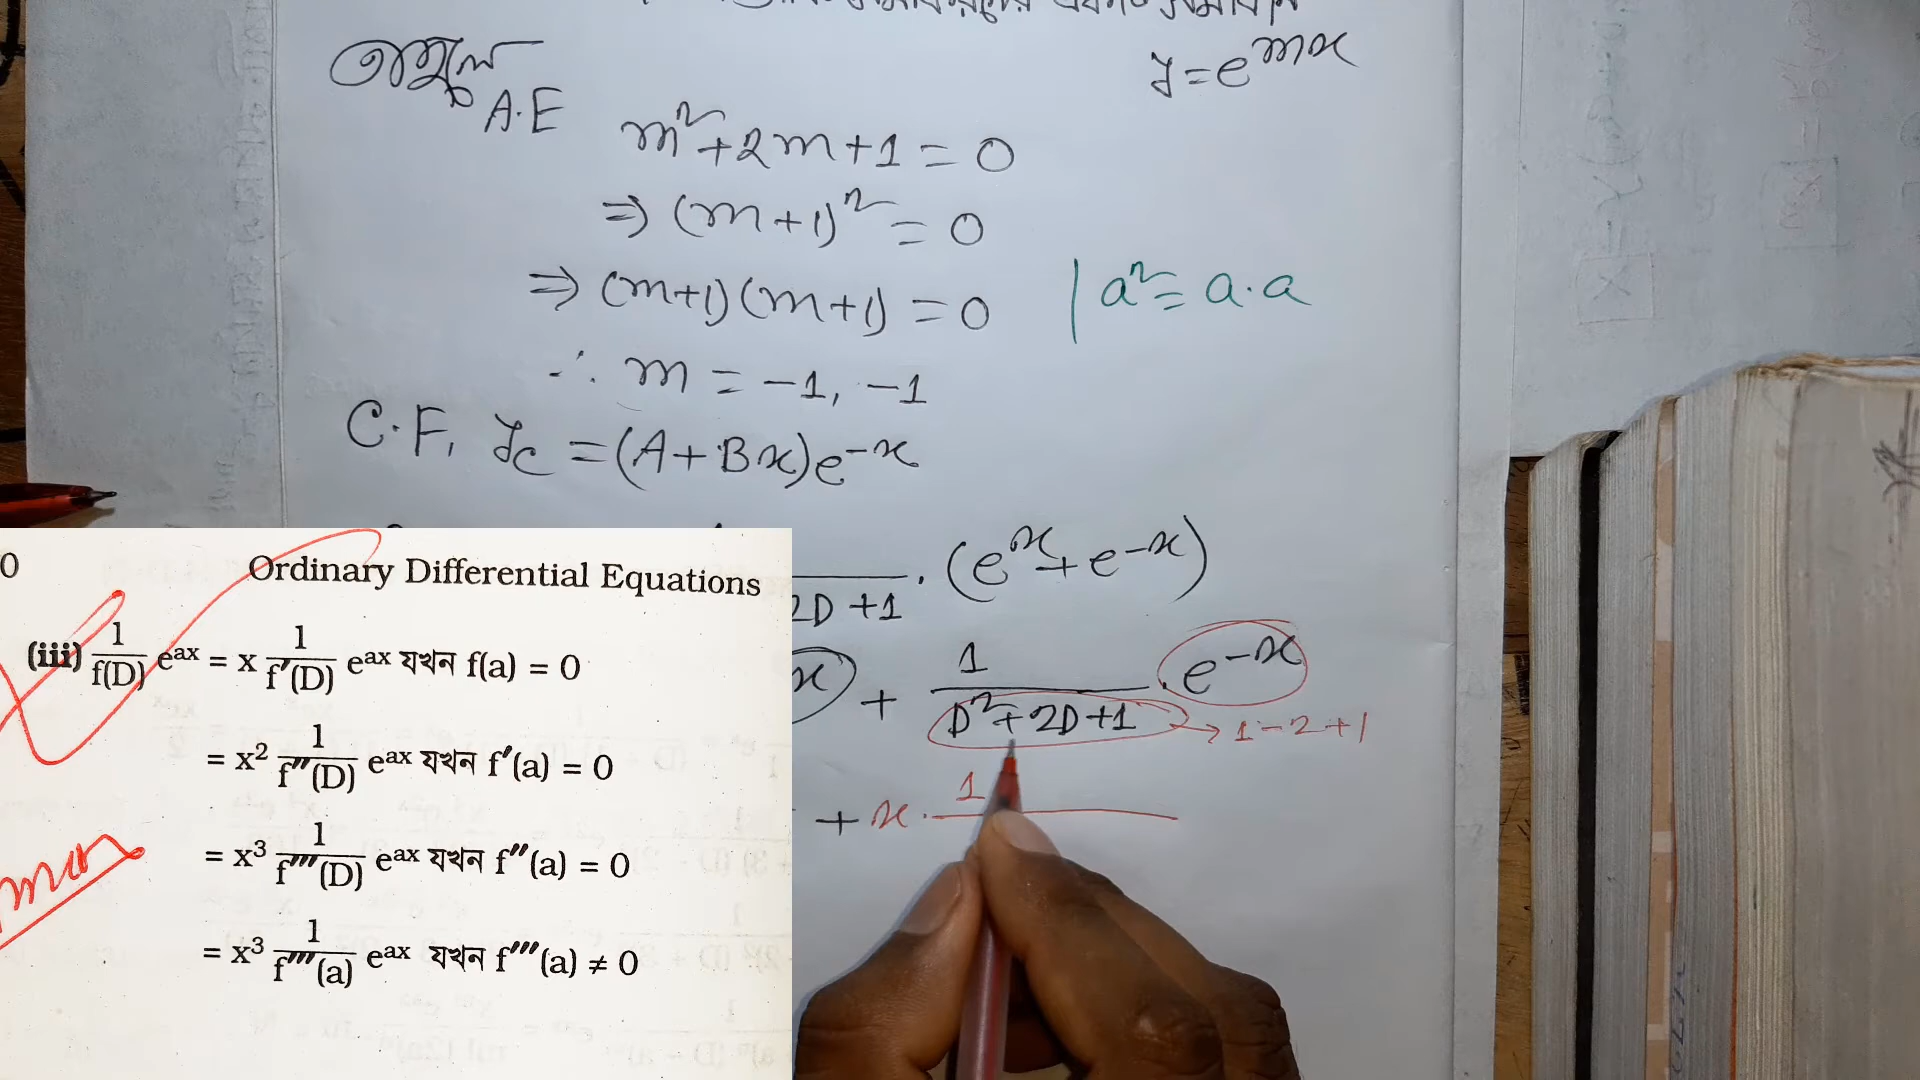 y = e^mx
A.E m² + 2m + 1 = 0
⇒ (m + 1)² = 0
⇒ (m+1)(m+1) = 0 | a² = a.a
∴ m = -1, -1
C.F, y_c = (A + Bx)e^-x
2D + 1 . (e^x + e^-x)
x + 1/(D² + 2D + 1) . e^-x
→ 1 - 2 + 1
+ x . 1
0 Ordinary Differential Equations
(iii) 1/f(D) e^ax = x 1/f′(D) e^ax যখন f(a) = 0
= x² 1/f″(D) e^ax যখন f′(a) = 0
= x³ 1/f‴(D) e^ax যখন f″(a) = 0
= x³ 1/f‴(a) e^ax যখন f‴(a) ≠ 0